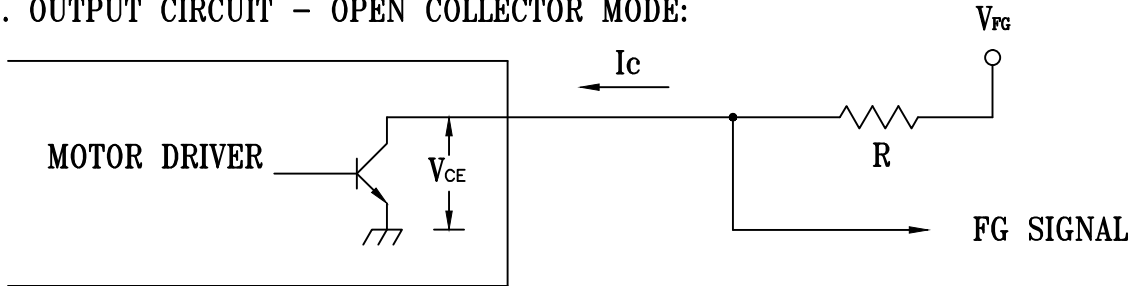 . OUTPUT CIRCUIT – OPEN COLLECTOR MODE:
VFG
Ic
MOTOR DRIVER
VCE
R
FG SIGNAL